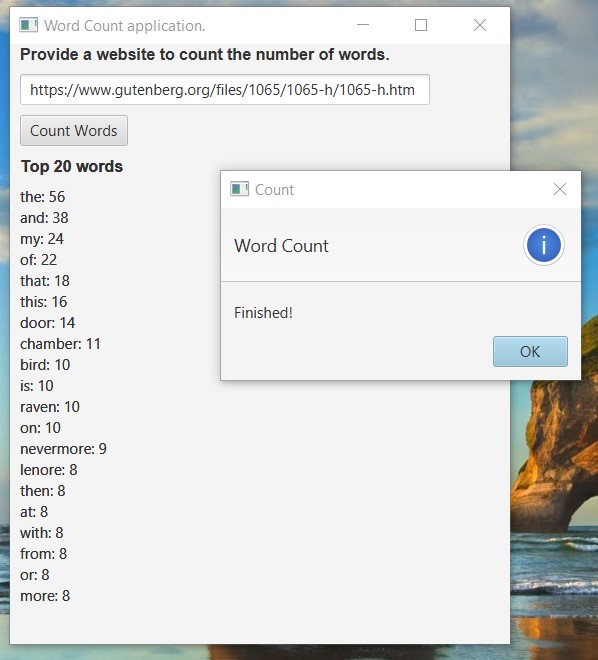 Word Count application.
Provide a website to count the number of words.
https://www.gutenberg.org/files/1065/1065-h/1065-h.htm
Count Words
Top 20 words
the: 56
and: 38
my: 24
of: 22
that: 18
this: 16
door: 14
chamber: 11
bird: 10
is: 10
raven: 10
on: 10
nevermore: 9
lenore: 8
then: 8
at: 8
with: 8
from: 8
or: 8
more: 8
Count
Word Count
Finished!
OK